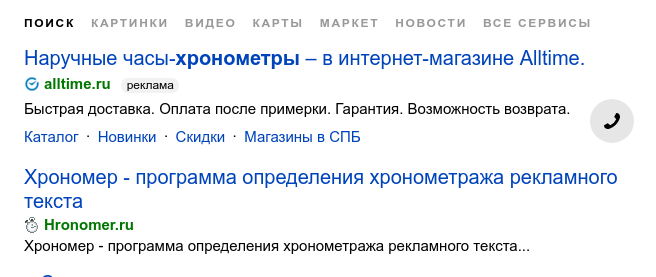 ПОИСК КАРТИНКИ ВИДЕО КАРТЫ МАРКЕТ НОВОСТИ ВСЕ СЕРВИСЫ
Наручные часы-хронометры – в интернет-магазине Alltime.
alltime.ru реклама
Быстрая доставка. Оплата после примерки. Гарантия. Возможность возврата.
Каталог · Новинки · Скидки · Магазины в СПБ
Хрономер - программа определения хронометража рекламного
текста
Hronomer.ru
Хрономер - программа определения хронометража рекламного текста...